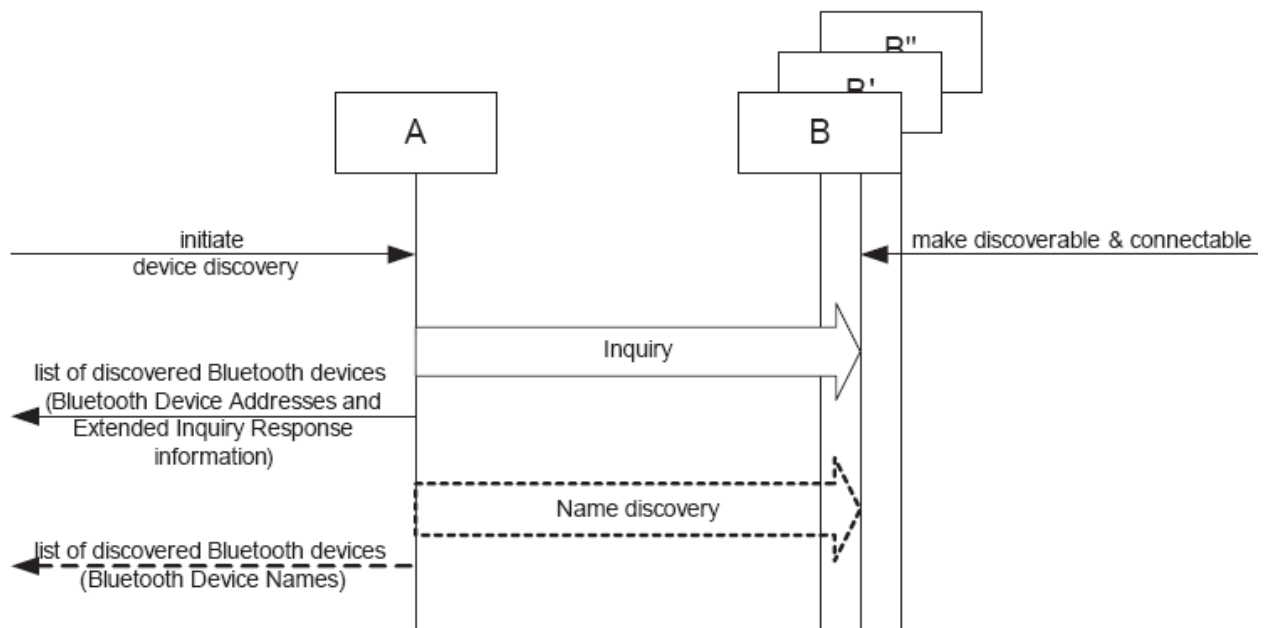 B"
B'
A
B
initiate
device discovery
make discoverable & connectable
Inquiry
list of discovered Bluetooth devices
(Bluetooth Device Addresses and
Extended Inquiry Response
information)
Name discovery
list of discovered Bluetooth devices
(Bluetooth Device Names)